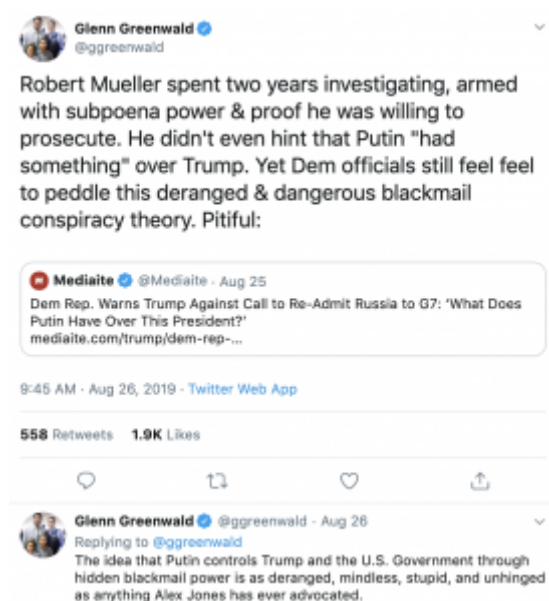 Glenn Greenwald
@ggreenwald
Robert Mueller spent two years investigating, armed
with subpoena power & proof he was willing to
prosecute. He didn't even hint that Putin "had
something" over Trump. Yet Dem officials still feel feel
to peddle this deranged & dangerous blackmail
conspiracy theory. Pitiful:
Mediaite @Mediaite · Aug 25
Dem Rep. Warns Trump Against Call to Re-Admit Russia to G7: 'What Does
Putin Have Over This President?'
mediaite.com/trump/dem-rep-...
9:45 AM · Aug 26, 2019 · Twitter Web App
558 Retweets 1.9K Likes
Glenn Greenwald @ggreenwald · Aug 26
Replying to @ggreenwald
The idea that Putin controls Trump and the U.S. Government through
hidden blackmail power is as deranged, mindless, stupid, and unhinged
as anything Alex Jones has ever advocated.